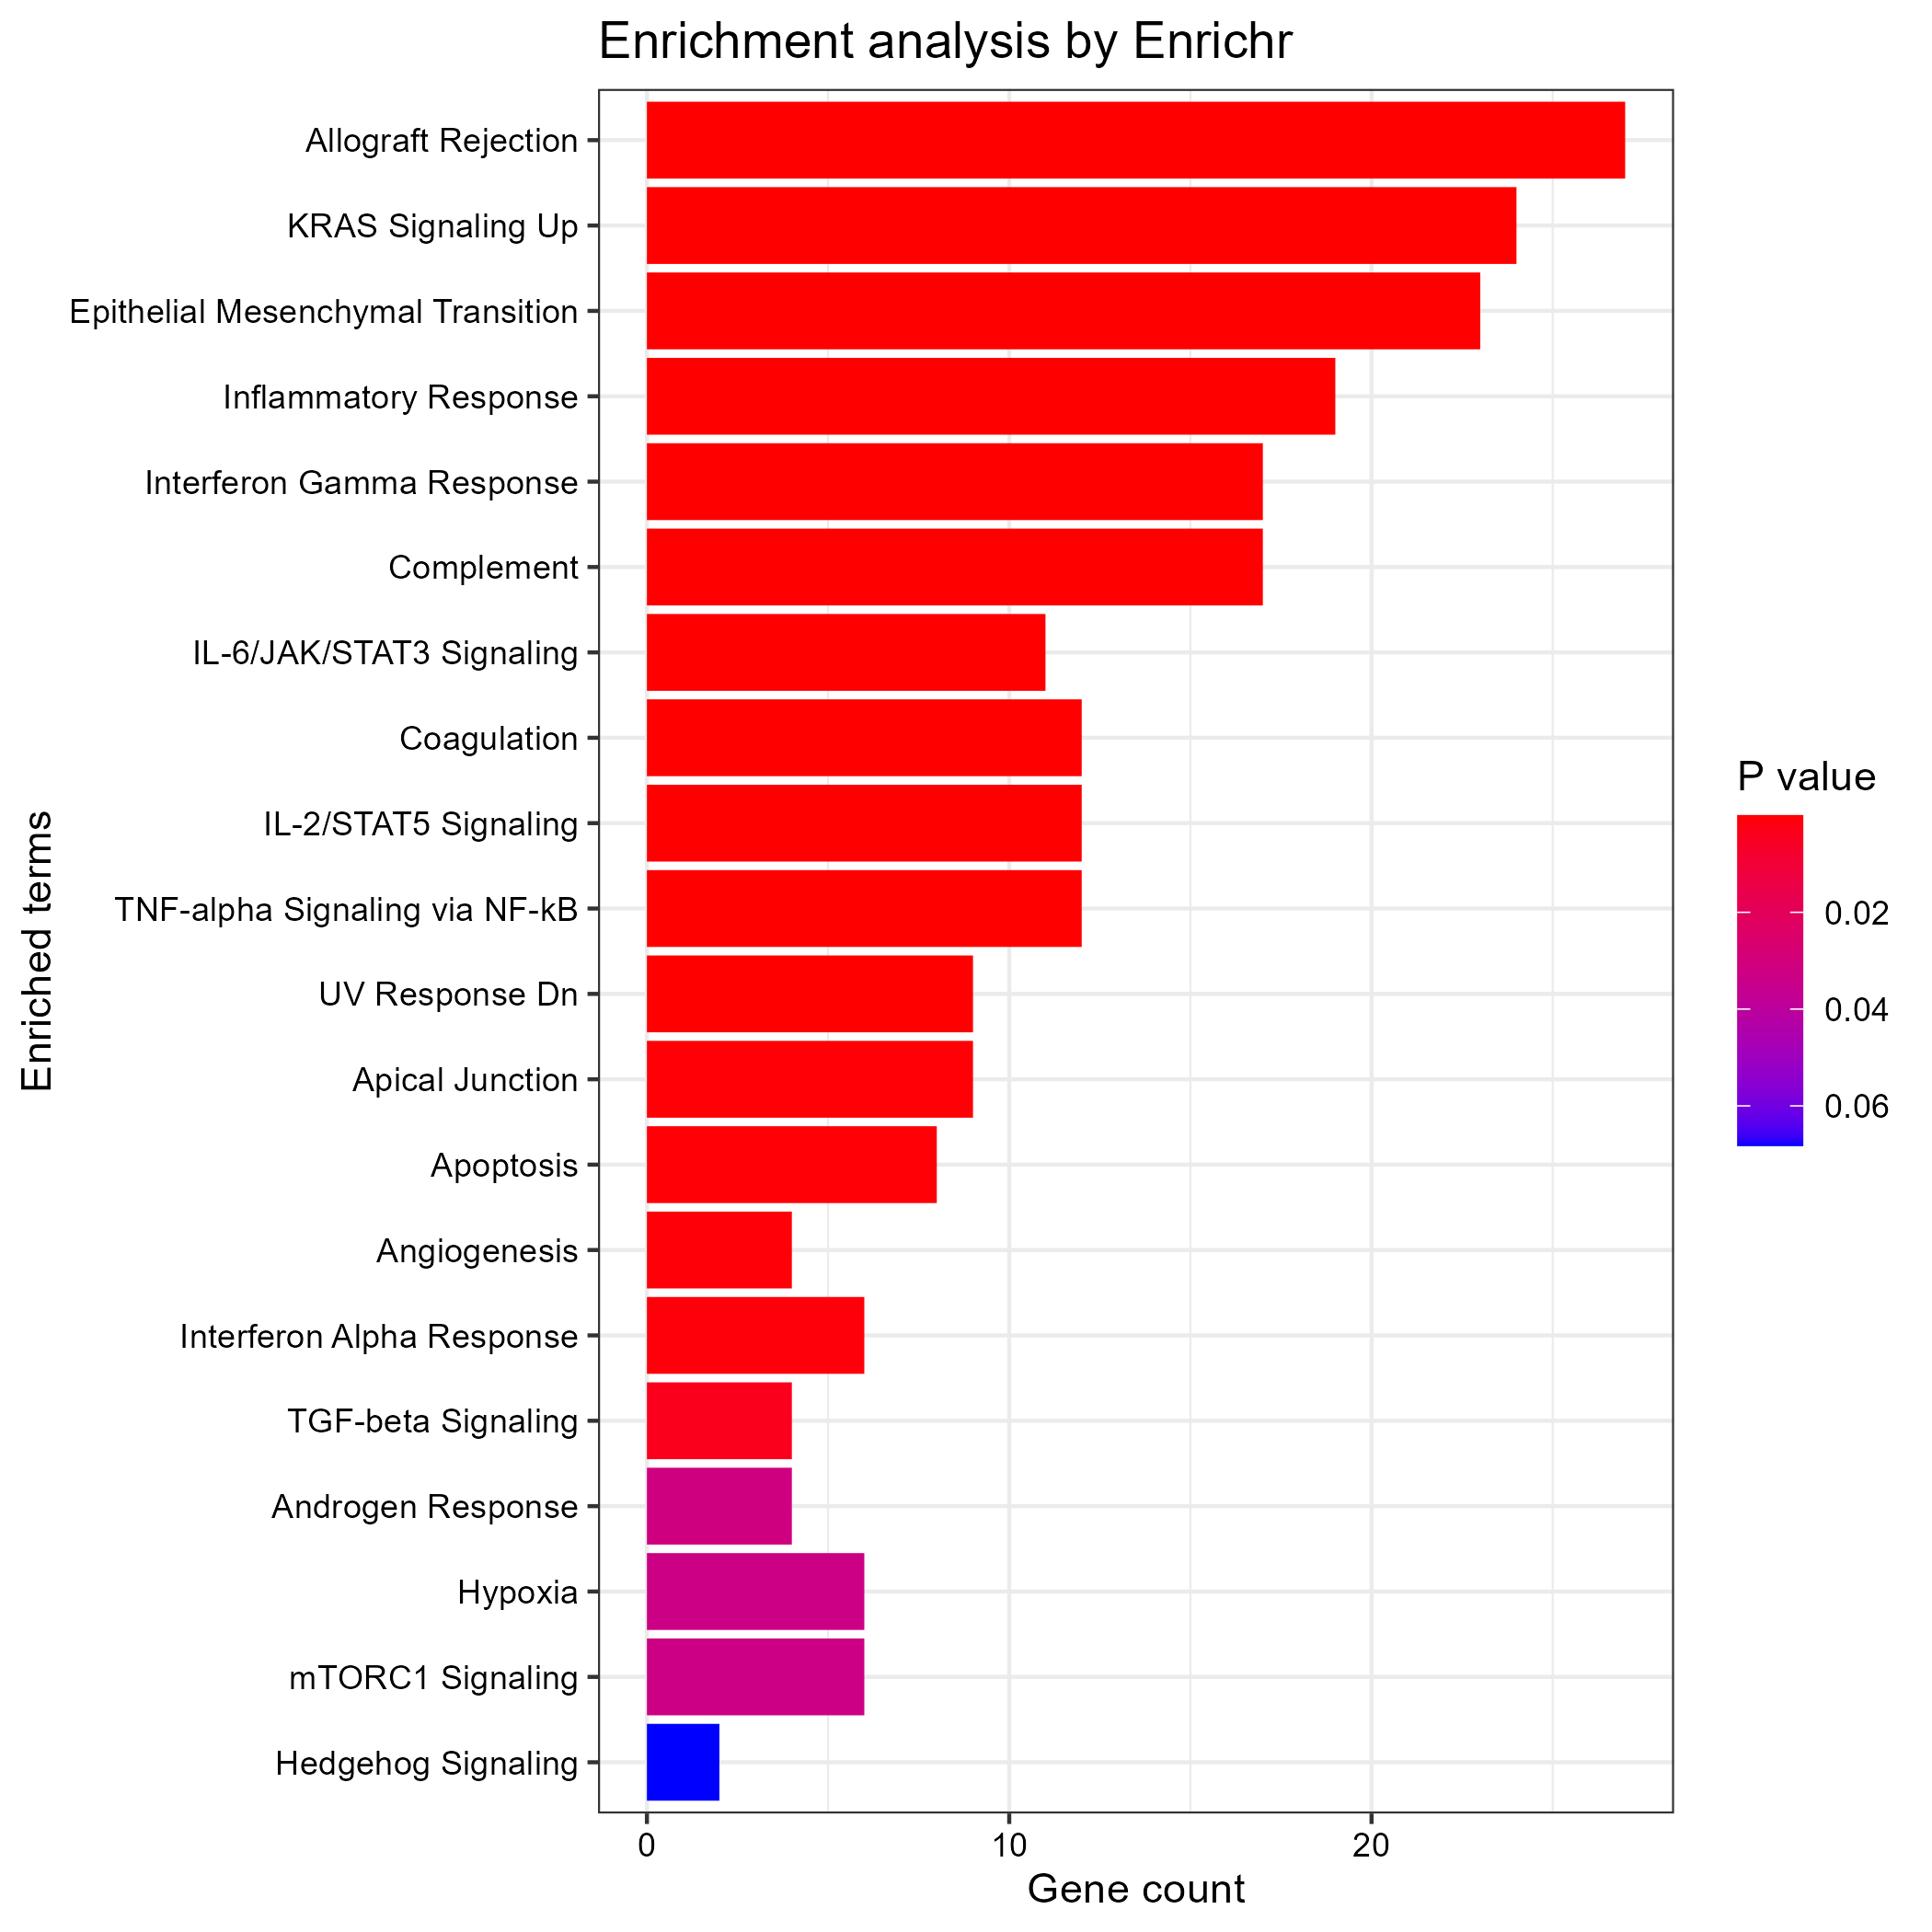 Enrichment analysis by Enrichr
Allograft Rejection
KRAS Signaling Up
Epithelial Mesenchymal Transition
Inflammatory Response
Interferon Gamma Response
Complement
IL-6/JAK/STAT3 Signaling
Coagulation
IL-2/STAT5 Signaling
TNF-alpha Signaling via NF-kB
UV Response Dn
Apical Junction
Apoptosis
Angiogenesis
Interferon Alpha Response
TGF-beta Signaling
Androgen Response
Hypoxia
mTORC1 Signaling
Hedgehog Signaling
Enriched terms
0 10 20
Gene count
P value
0.02
0.04
0.06